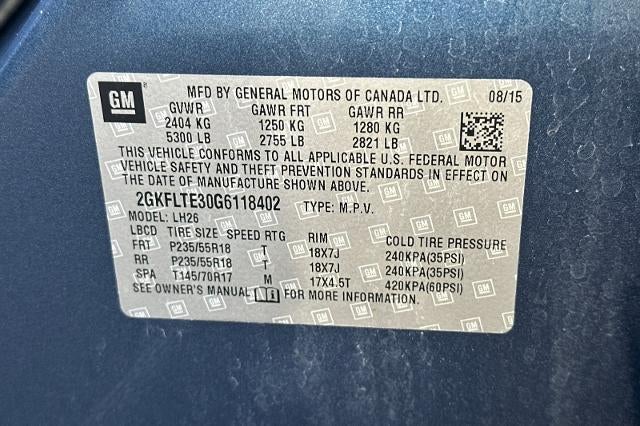 GM MFD BY GENERAL MOTORS OF CANADA LTD. 08/15
GVWR GAWR FRT GAWR RR
2404 KG 1250 KG 1280 KG
5300 LB 2755 LB 2821 LB
THIS VEHICLE CONFORMS TO ALL APPLICABLE U.S. FEDERAL MOTOR
VEHICLE SAFETY AND THEFT PREVENTION STANDARDS IN EFFECT ON
THE DATE OF MANUFACTURE SHOWN ABOVE.
2GKFLTE30G6118402 TYPE: M.P.V.
MODEL: LH26
LBCD TIRE SIZE SPEED RTG RIM COLD TIRE PRESSURE
FRT P235/55R18 T 18X7J 240KPA(35PSI)
RR P235/55R18 T 18X7J 240KPA(35PSI)
SPA T145/70R17 M 17X4.5T 420KPA(60PSI)
SEE OWNER'S MANUAL FOR MORE INFORMATION.